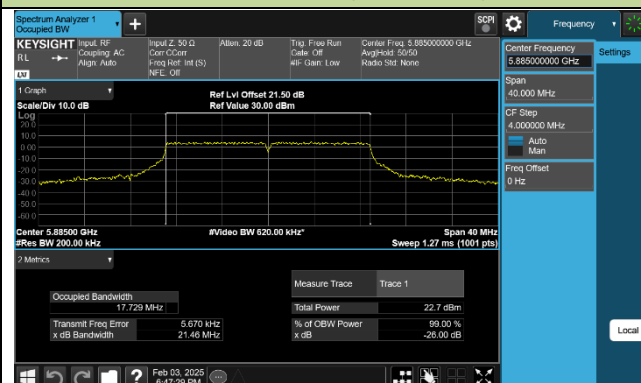 Spectrum Analyzer 1
Occupied BW
SCPI
Frequency
KEYSIGHT
RL
LXI
Input: RF
Coupling: AC
Align: Auto
Input Z: 50 Ω
Corr CCorr
Freq Ref: Int (S)
NFE: Off
Atten: 20 dB
Trig: Free Run
Gate: Off
#IF Gain: Low
Center Freq: 5.885000000 GHz
Avg|Hold: 50/50
Radio Std: None
Center Frequency
5.885000000 GHz
Settings
Span
40.000 MHz
CF Step
4.000000 MHz
Auto
Man
Freq Offset
0 Hz
1 Graph
Scale/Div 10.0 dB
Ref Lvl Offset 21.50 dB
Ref Value 30.00 dBm
Log
20.0
10.0
0.00
-10.0
-20.0
-30.0
-40.0
-50.0
-60.0
Center 5.88500 GHz
#Video BW 620.00 kHz*
Span 40 MHz
#Res BW 200.00 kHz
Sweep 1.27 ms (1001 pts)
2 Metrics
Measure Trace
Trace 1
Occupied Bandwidth
17.729 MHz
Total Power
22.7 dBm
Transmit Freq Error
5.670 kHz
% of OBW Power
99.00 %
x dB Bandwidth
21.46 MHz
x dB
-26.00 dB
Local
?
Feb 03, 2025
6:47:29 PM